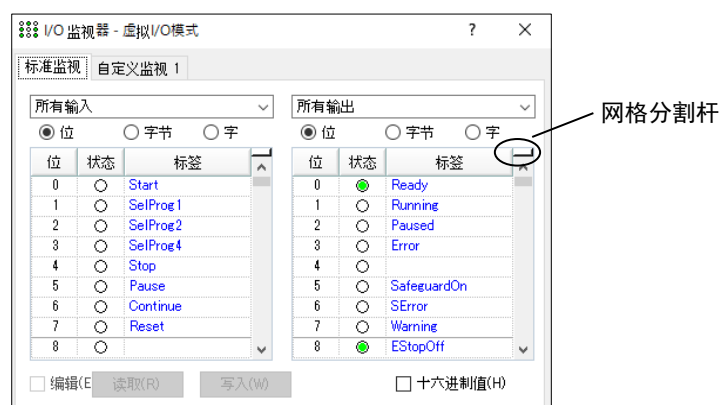 I/O 监视器 - 虚拟I/O模式 ? ×
标准监视 自定义监视 1
所有输入 所有输出
位 字节 字 位 字节 字
网格分割杆
位 状态 标签 位 状态 标签
0 Start 0 Ready
1 SelProg1 1 Running
2 SelProg2 2 Paused
3 SelProg4 3 Error
4 Stop 4
5 Pause 5 SafeguardOn
6 Continue 6 SError
7 Reset 7 Warning
8 8 EStopOff
编辑(E 读取(R) 写入(W) 十六进制值(H)